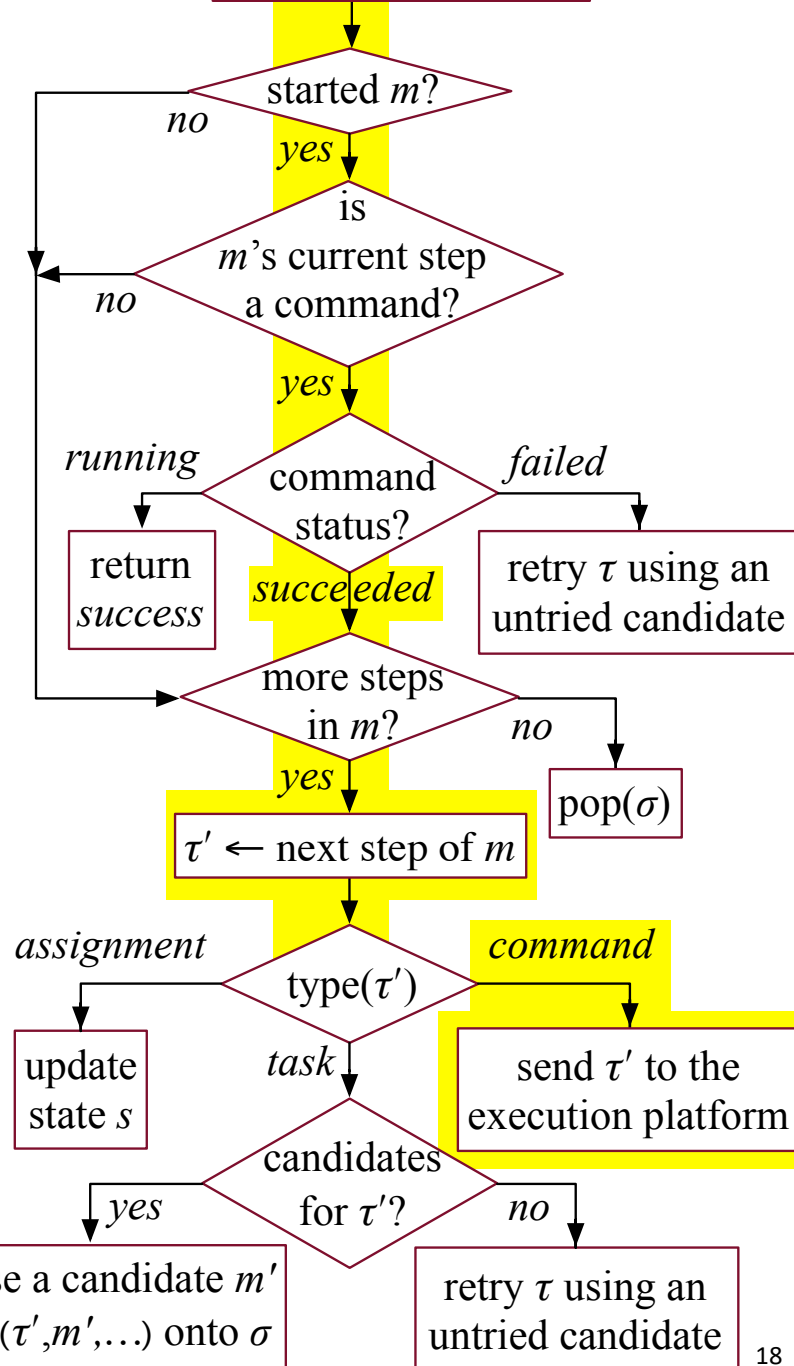 started m?
no
yes
is
m's current step
a command?
no
yes
running
failed
command
status?
return
success
retry τ using an
untried candidate
succeeded
more steps
in m?
no
yes
pop(σ)
τ′ ← next step of m
assignment
command
type(τ′)
update
state s
task
send τ′ to the
execution platform
candidates
for τ′?
yes
no
a candidate m′
(τ′,m′,…) onto σ
retry τ using an
untried candidate
18